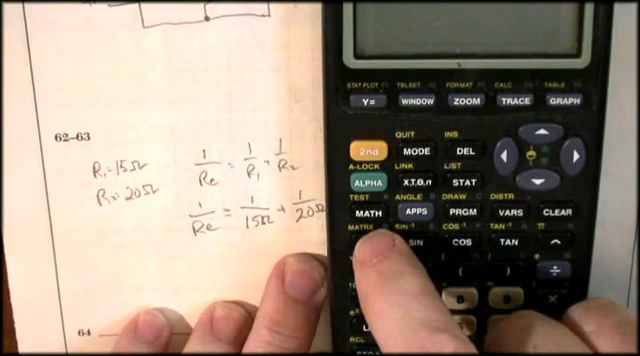 62–63
R₁=15Ω
R₂=20Ω
1/Re = 1/R₁ + 1/R₂
1/Re = 1/15Ω + 1/20Ω
64
STAT PLOT TBLSET FORMAT CALC TABLE
Y= WINDOW ZOOM TRACE GRAPH
QUIT INS
2nd MODE DEL
A-LOCK LINK LIST
ALPHA X,T,Θ,n STAT
TEST ANGLE DRAW DISTR
MATH APPS PRGM VARS CLEAR
MATRX SIN⁻¹ COS⁻¹ TAN⁻¹ π
SIN COS TAN ^
( ) ÷
8 9 ×
RCL